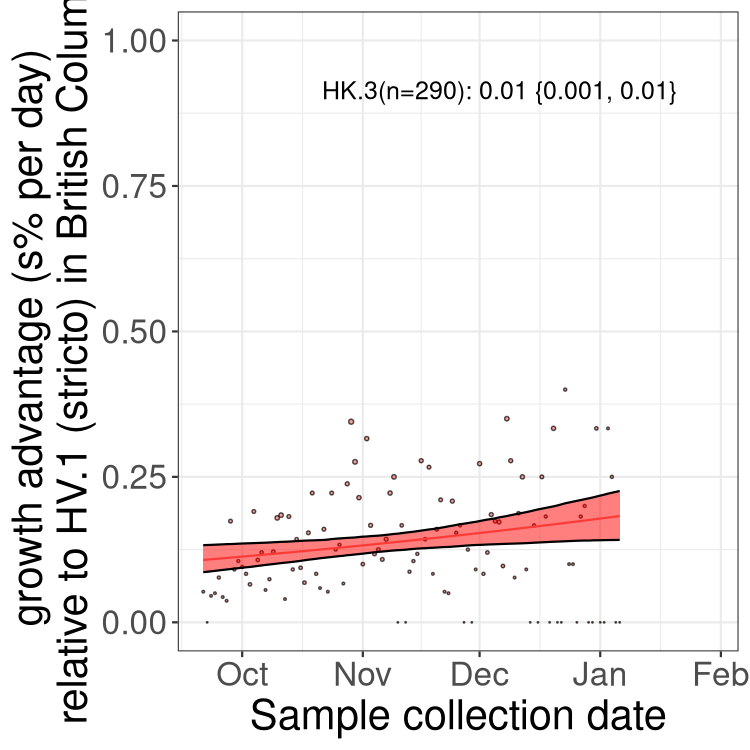 growth advantage (s% per day)
relative to HV.1 (stricto) in British Colum
1.00
0.75
0.50
0.25
0.00
HK.3(n=290): 0.01 {0.001, 0.01}
Oct Nov Dec Jan Feb
Sample collection date